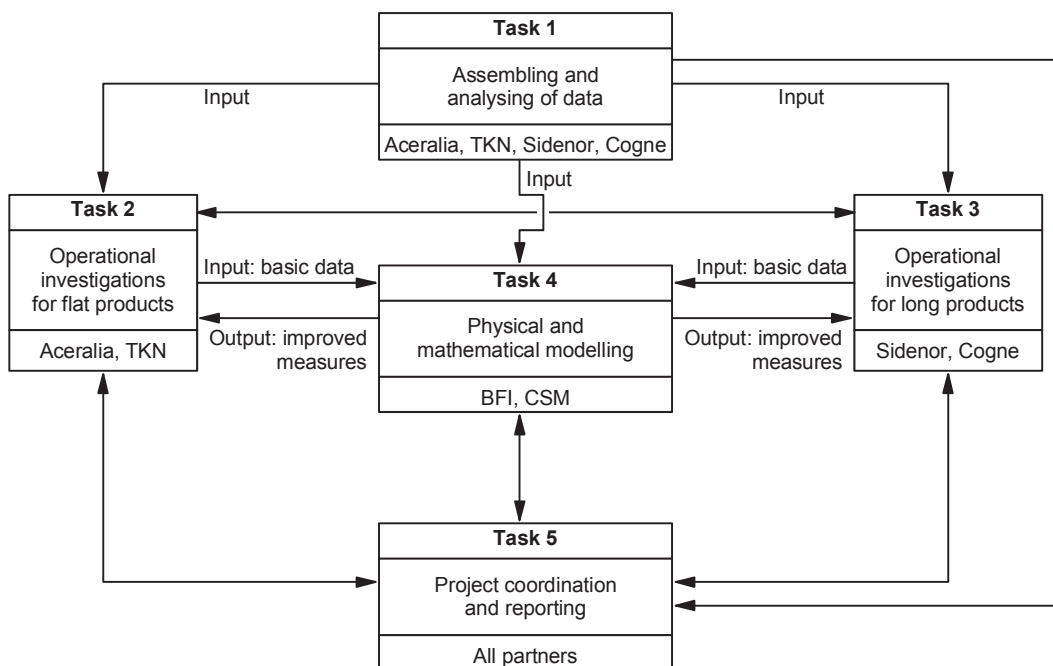 Task 1
Assembling and
analysing of data
Aceralia, TKN, Sidenor, Cogne
Input
Input
Input
Task 2
Operational
investigations
for flat products
Aceralia, TKN
Input: basic data
Output: improved
measures
Task 4
Physical and
mathematical modelling
BFI, CSM
Input: basic data
Output: improved
measures
Task 3
Operational
investigations
for long products
Sidenor, Cogne
Task 5
Project coordination
and reporting
All partners